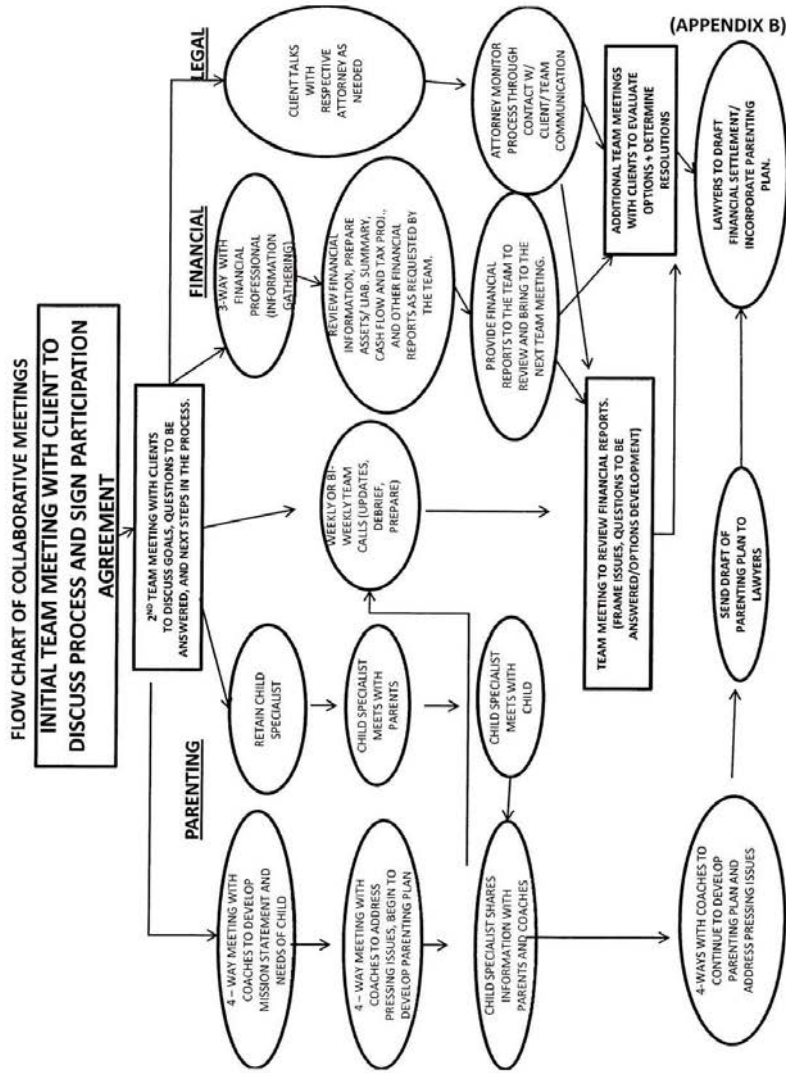 FLOW CHART OF COLLABORATIVE MEETINGS
INITIAL TEAM MEETING WITH CLIENT TO
DISCUSS PROCESS AND SIGN PARTICIPATION
AGREEMENT
2ND TEAM MEETING WITH CLIENTS
TO DISCUSS GOALS, QUESTIONS TO BE
ANSWERED, AND NEXT STEPS IN THE PROCESS.
PARENTING
FINANCIAL
LEGAL
4 – WAY MEETING WITH
COACHES TO DEVELOP
MISSION STATEMENT AND
NEEDS OF CHILD
RETAIN CHILD
SPECIALIST
3-WAY WITH
FINANCIAL
PROFESSIONAL
(INFORMATION
GATHERING)
CLIENT TALKS
WITH
RESPECTIVE
ATTORNEY AS
NEEDED
4 – WAY MEETING WITH
COACHES TO ADDRESS
PRESSING ISSUES, BEGIN TO
DEVELOP PARENTING PLAN
CHILD SPECIALIST
MEETS WITH
PARENTS
WEEKLY OR BI-
WEEKLY TEAM
CALLS (UPDATES,
DEBRIEF,
PREPARE)
REVIEW FINANCIAL
INFORMATION, PREPARE
ASSETS/ LIAB. SUMMARY,
CASH FLOW AND TAX PROJ.,
AND OTHER FINANCIAL
REPORTS AS REQUESTED BY
THE TEAM.
CHILD SPECIALIST SHARES
INFORMATION WITH
PARENTS AND COACHES
CHILD SPECIALIST
MEETS WITH
CHILD
PROVIDE FINANCIAL
REPORTS TO THE TEAM TO
REVIEW AND BRING TO THE
NEXT TEAM MEETING.
ATTORNEY MONITOR
PROCESS THROUGH
CONTACT W/
CLIENT/ TEAM
COMMUNICATION
TEAM MEETING TO REVIEW FINANCIAL REPORTS.
(FRAME ISSUES, QUESTIONS TO BE
ANSWERED/OPTIONS DEVELOPMENT)
ADDITIONAL TEAM MEETINGS
WITH CLIENTS TO EVALUATE
OPTIONS + DETERMINE
RESOLUTIONS
4-WAYS WITH COACHES TO
CONTINUE TO DEVELOP
PARENTING PLAN AND
ADDRESS PRESSING ISSUES
SEND DRAFT OF
PARENTING PLAN TO
LAWYERS
LAWYERS TO DRAFT
FINANCIAL SETTLEMENT/
INCORPORATE PARENTING
PLAN.
(APPENDIX B)